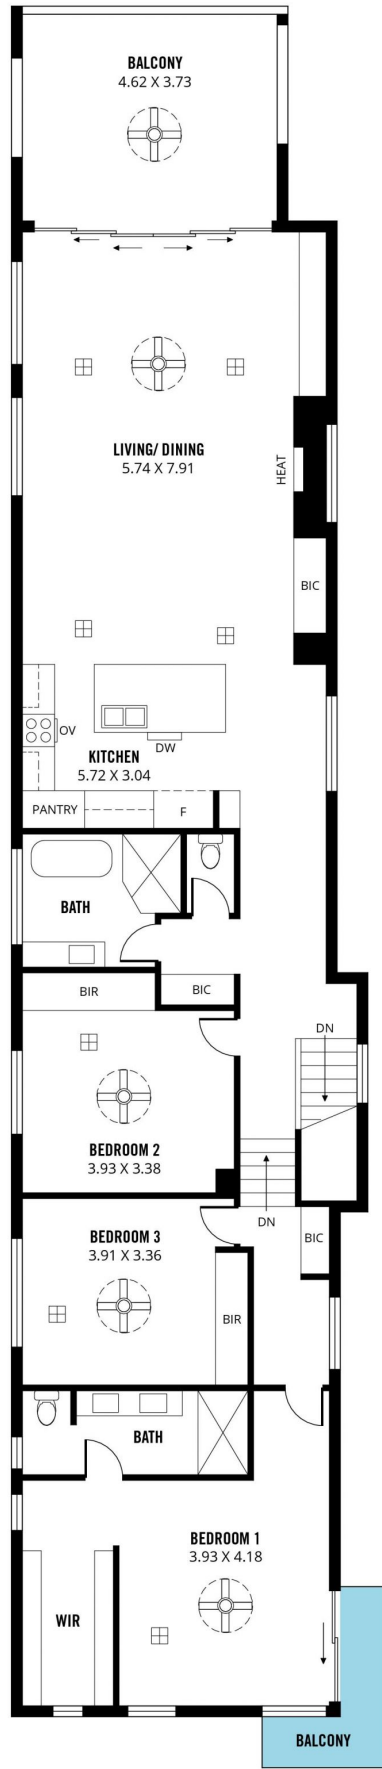 BALCONY
4.62 X 3.73
LIVING/ DINING
5.74 X 7.91
HEAT
BIC
OV
DW
KITCHEN
5.72 X 3.04
PANTRY
F
BATH
BIR
BIC
DN
BEDROOM 2
3.93 X 3.38
DN
BEDROOM 3
3.91 X 3.36
BIC
BIR
BATH
BEDROOM 1
3.93 X 4.18
WIR
BALCONY